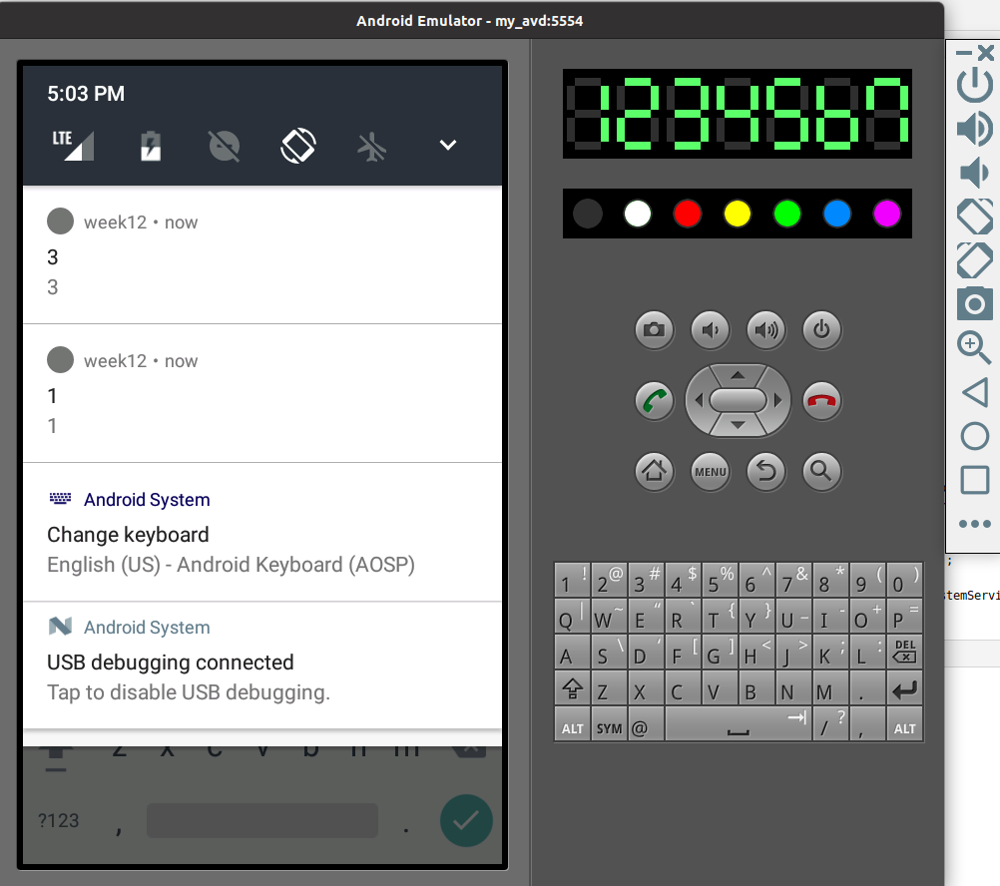 Android Emulator - my_avd:5554
5:03 PM
LTE
week12 • now
3
3
week12 • now
1
1
Android System
Change keyboard
English (US) - Android Keyboard (AOSP)
Android System
USB debugging connected
Tap to disable USB debugging.
z x c v b n m
?123 , .
1234567
MENU
1 ! 2 @ 3 # 4 $ 5 % 6 ^ 7 & 8 * 9 ( 0 )
Q | W ~ E “ R ` T { Y } U _ I - O + P =
A S \ D ‘ F [ G ] H < J > K ; L : DEL
Z X C V B N M .
ALT SYM @ / ? , ALT
;
stemServi